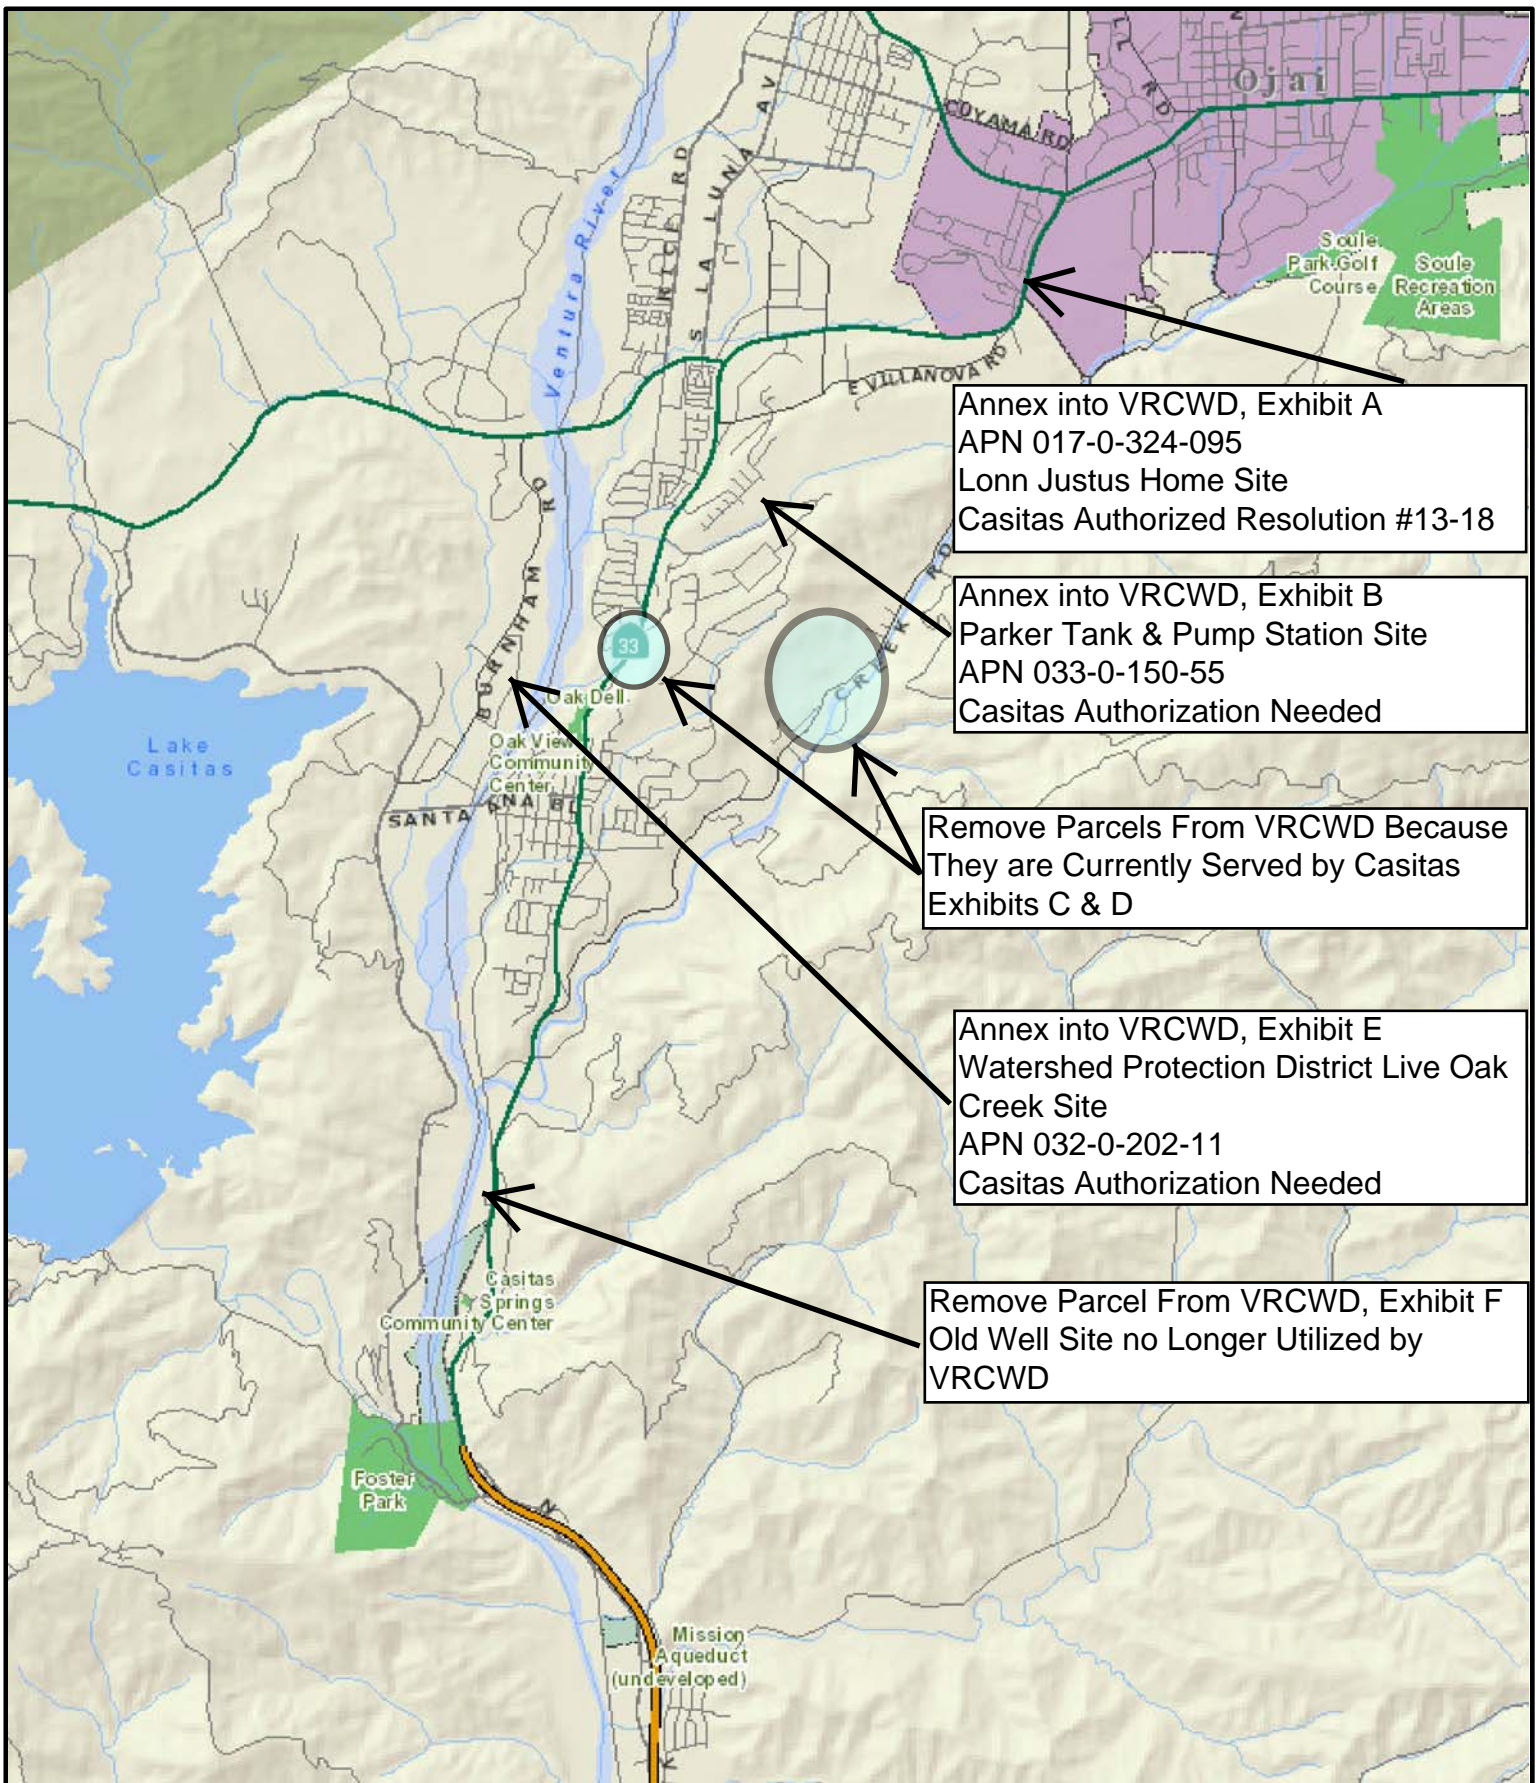 Ojai
L RD
CUYAMA RD
S LA LUNA AV
RICE RD
Ventura River
Soule
Park Golf
Course
Soule
Recreation
Areas
E VILLANOVA RD
Annex into VRCWD, Exhibit A
APN 017-0-324-095
Lonn Justus Home Site
Casitas Authorized Resolution #13-18
BURNHAM RD
CREEK RD
Annex into VRCWD, Exhibit B
Parker Tank & Pump Station Site
APN 033-0-150-55
Casitas Authorization Needed
33
Oak Dell
Oak View
Community
Center
Lake
Casitas
SANTA ANA BL
Remove Parcels From VRCWD Because
They are Currently Served by Casitas
Exhibits C & D
Annex into VRCWD, Exhibit E
Watershed Protection District Live Oak
Creek Site
APN 032-0-202-11
Casitas Authorization Needed
Casitas
Springs
Community Center
Remove Parcel From VRCWD, Exhibit F
Old Well Site no Longer Utilized by
VRCWD
Foster
Park
N
Mission
Aqueduct
(undeveloped)